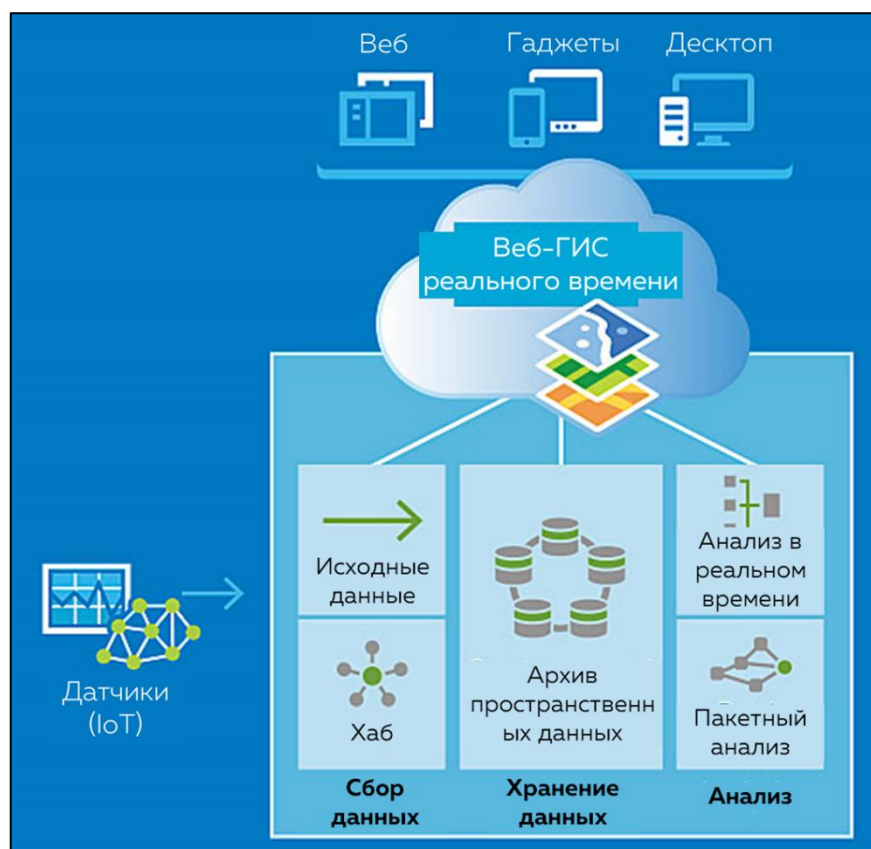 Веб
Гаджеты
Десктоп
Веб-ГИС
реального времени
Исходные
данные
Хаб
Сбор
данных
Архив
пространственн
ых данных
Хранение
данных
Анализ в
реальном
времени
Пакетный
анализ
Анализ
Датчики
(IoT)